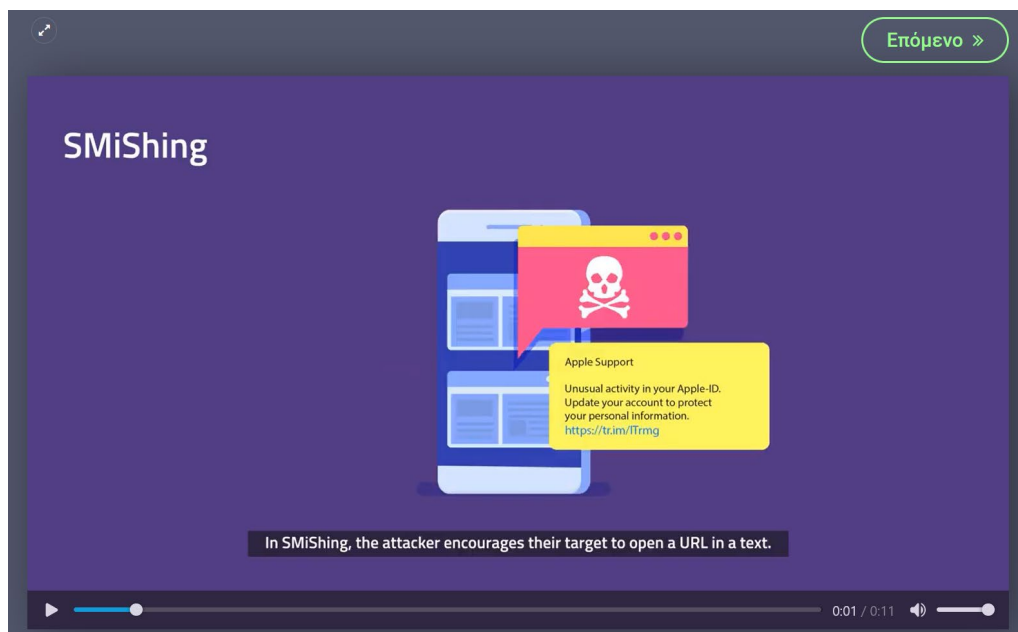 Επόμενο »
SMiShing
Apple Support
Unusual activity in your Apple-ID.
Update your account to protect
your personal information.
https://tr.im/lTrmg
In SMiShing, the attacker encourages their target to open a URL in a text.
0:01 / 0:11